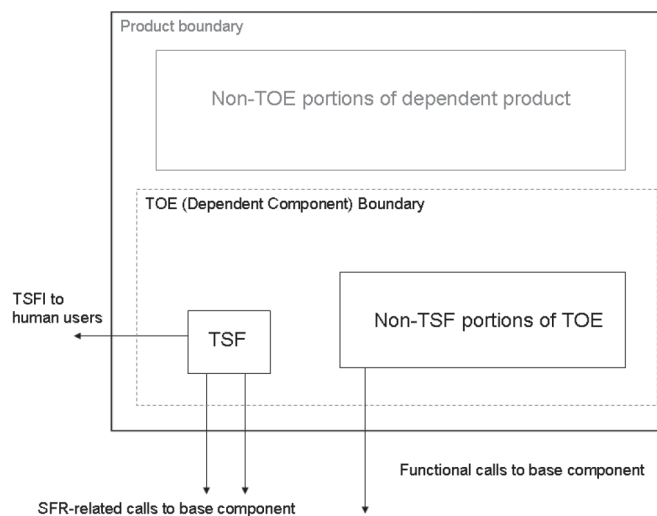 Product boundary
Non-TOE portions of dependent product
TOE (Dependent Component) Boundary
TSFI to
human users
TSF
Non-TSF portions of TOE
Functional calls to base component
SFR-related calls to base component